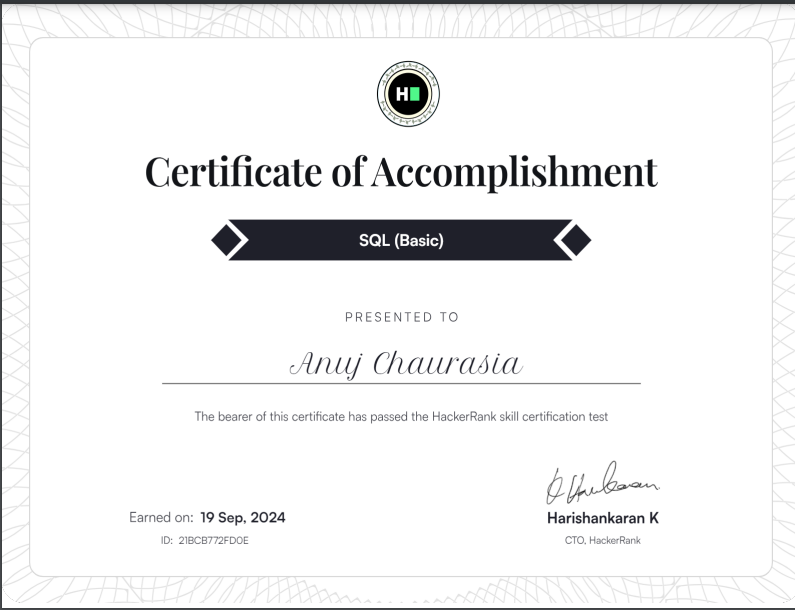 H
Certificate of Accomplishment
SQL (Basic)
PRESENTED TO
Anuj Chaurasia
The bearer of this certificate has passed the HackerRank skill certification test
Earned on: 19 Sep, 2024
ID: 21BCB772FD0E
Harishankaran K
CTO, HackerRank